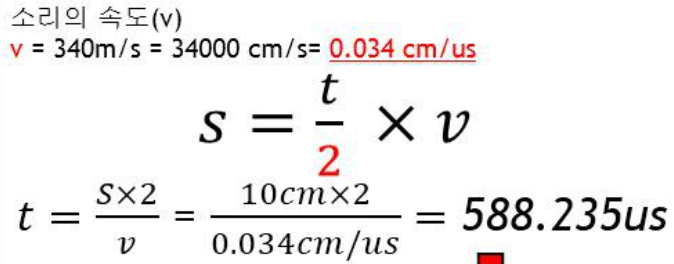 소리의 속도(v)
v = 340m/s = 34000 cm/s= 0.034 cm/us
s = t/2 × v
t = S×2/v = 10cm×2/0.034cm/us = 588.235us